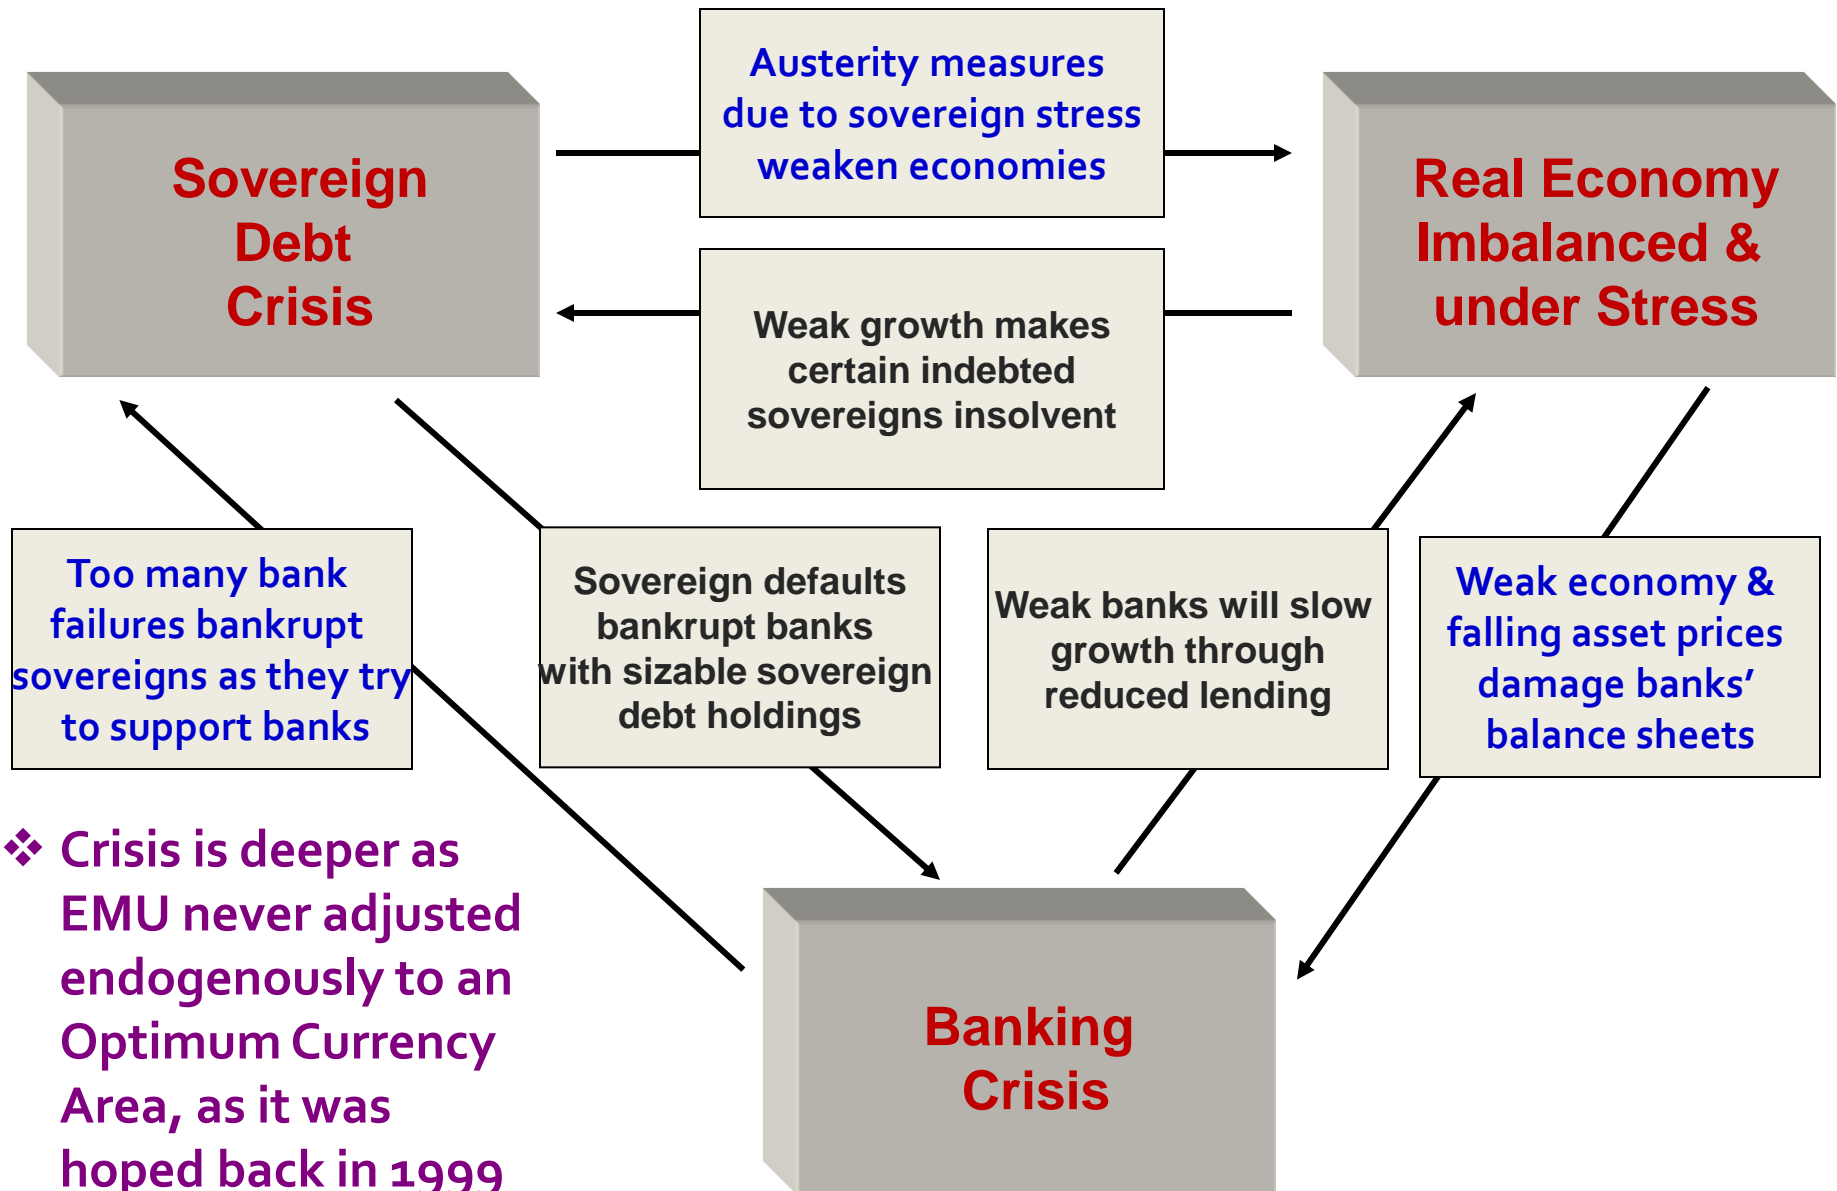 Austerity measures
due to sovereign stress
weaken economies
Sovereign
Debt
Crisis
Real Economy
Imbalanced &
under Stress
Weak growth makes
certain indebted
sovereigns insolvent
Too many bank
failures bankrupt
sovereigns as they try
to support banks
Sovereign defaults
bankrupt banks
with sizable sovereign
debt holdings
Weak banks will slow
growth through
reduced lending
Weak economy &
falling asset prices
damage banks’
balance sheets
❖ Crisis is deeper as
EMU never adjusted
endogenously to an
Optimum Currency
Area, as it was
hoped back in 1999
Banking
Crisis